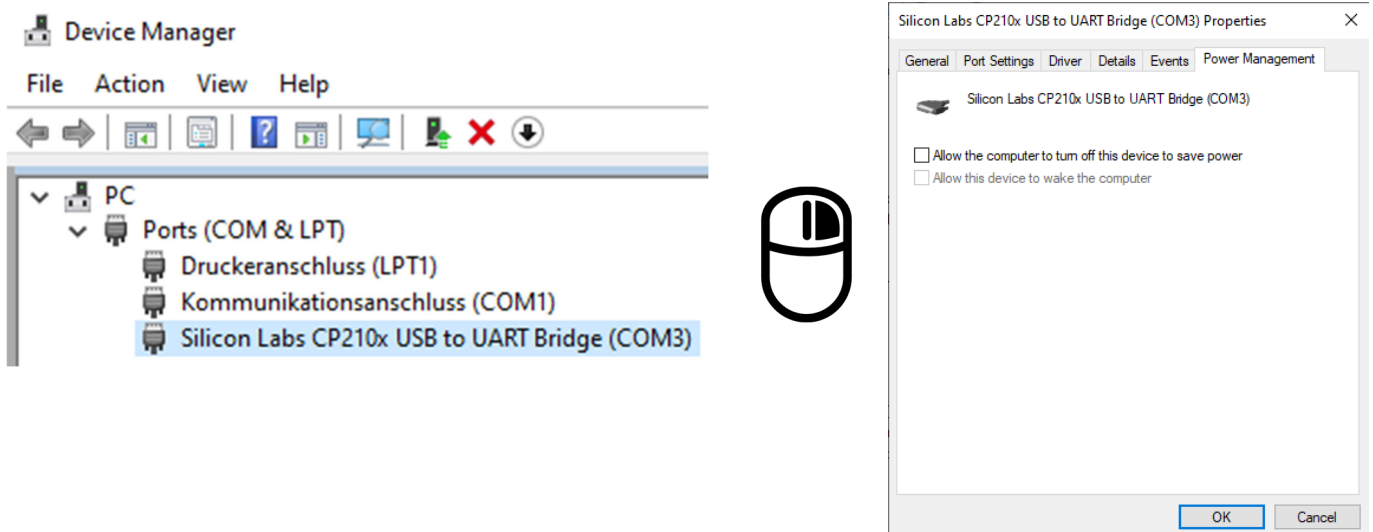 Device Manager
File Action View Help
PC
Ports (COM & LPT)
Druckeranschluss (LPT1)
Kommunikationsanschluss (COM1)
Silicon Labs CP210x USB to UART Bridge (COM3)
Silicon Labs CP210x USB to UART Bridge (COM3) Properties
General Port Settings Driver Details Events Power Management
Silicon Labs CP210x USB to UART Bridge (COM3)
Allow the computer to turn off this device to save power
Allow this device to wake the computer
OK Cancel